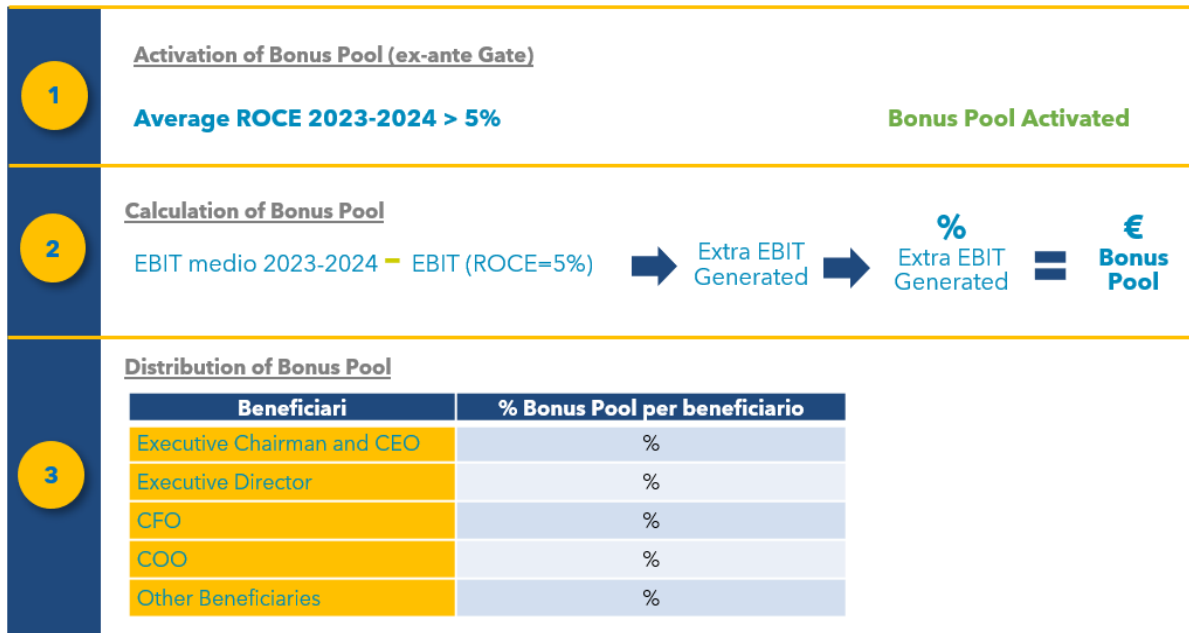 1
Activation of Bonus Pool (ex-ante Gate)
Average ROCE 2023-2024 > 5%
Bonus Pool Activated
2
Calculation of Bonus Pool
EBIT medio 2023-2024 - EBIT (ROCE=5%)
Extra EBIT
Generated
%
Extra EBIT
Generated
=
€
Bonus
Pool
3
Distribution of Bonus Pool
Beneficiari % Bonus Pool per beneficiario
Executive Chairman and CEO %
Executive Director %
CFO %
COO %
Other Beneficiaries %